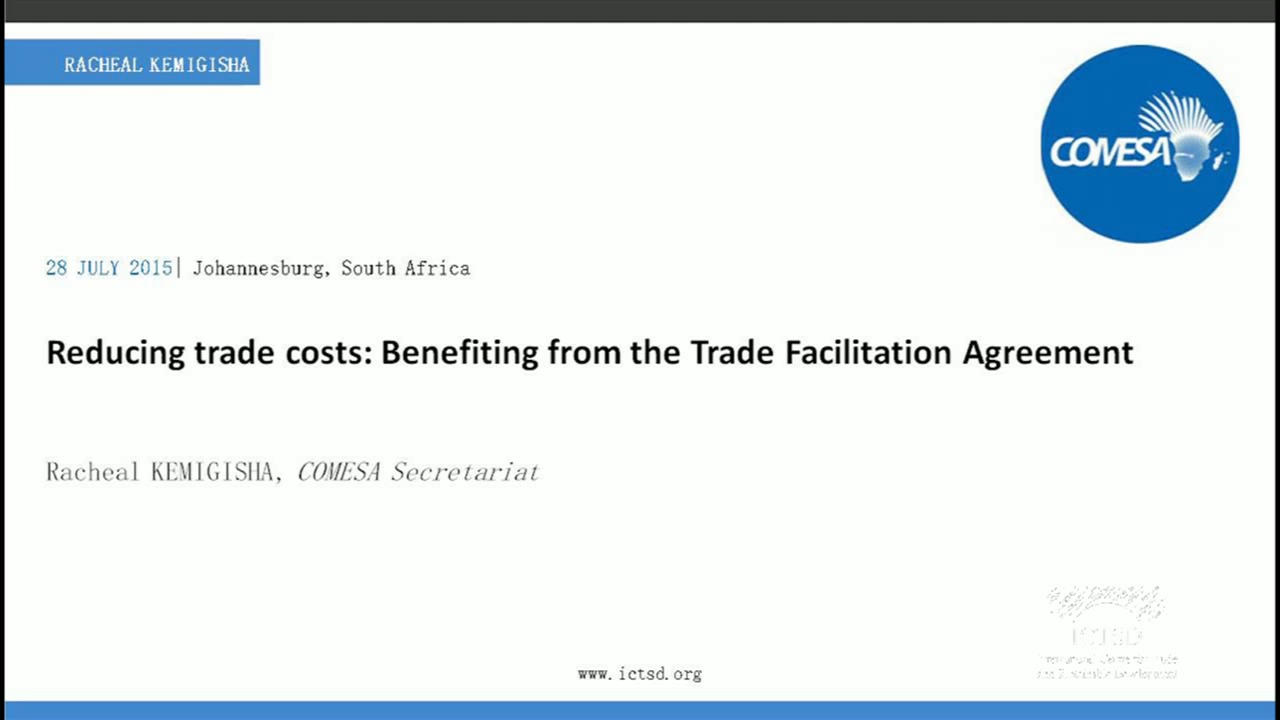 RACHEAL KEMIGISHA
COMESA
28 JULY 2015| Johannesburg, South Africa
Reducing trade costs: Benefiting from the Trade Facilitation Agreement
Racheal KEMIGISHA, COMESA Secretariat
ICTSD
www.ictsd.org